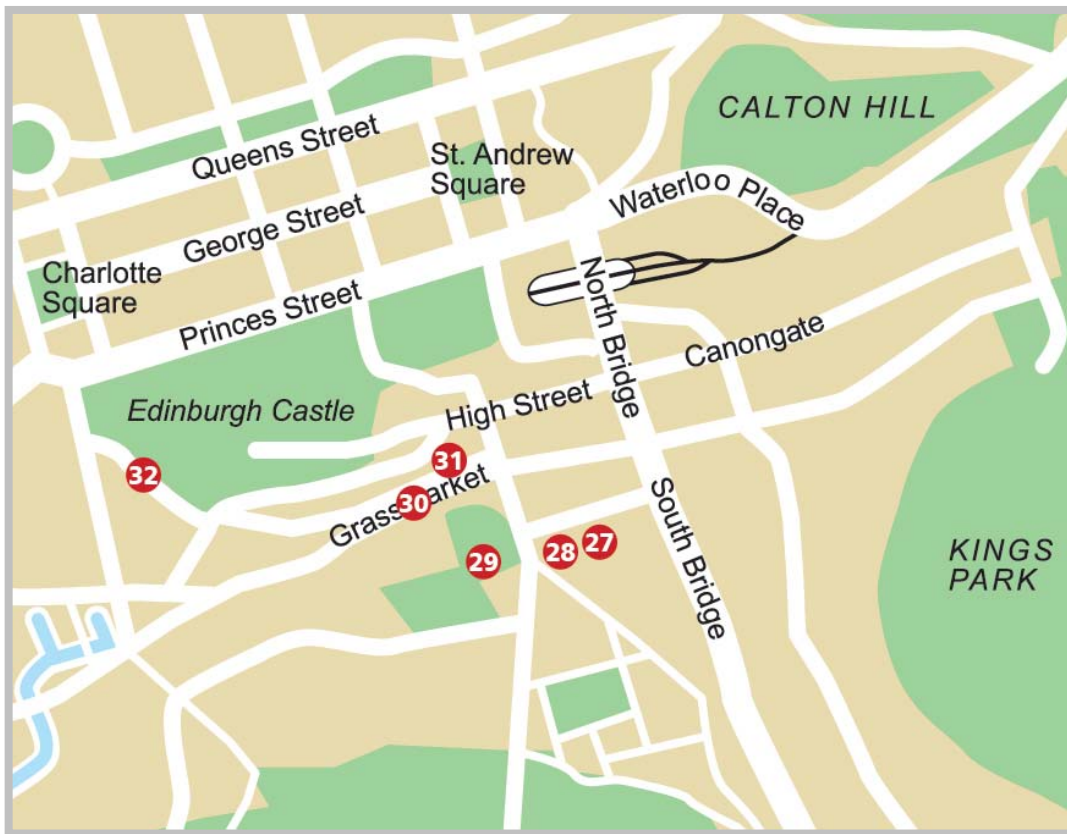 CALTON HILL
Queens Street
St. Andrew
Square
Waterloo Place
George Street
Charlotte
Square
Princes Street
North Bridge
Canongate
Edinburgh Castle
High Street
31
32
Grassmarket
30
South Bridge
27
28
29
KINGS
PARK